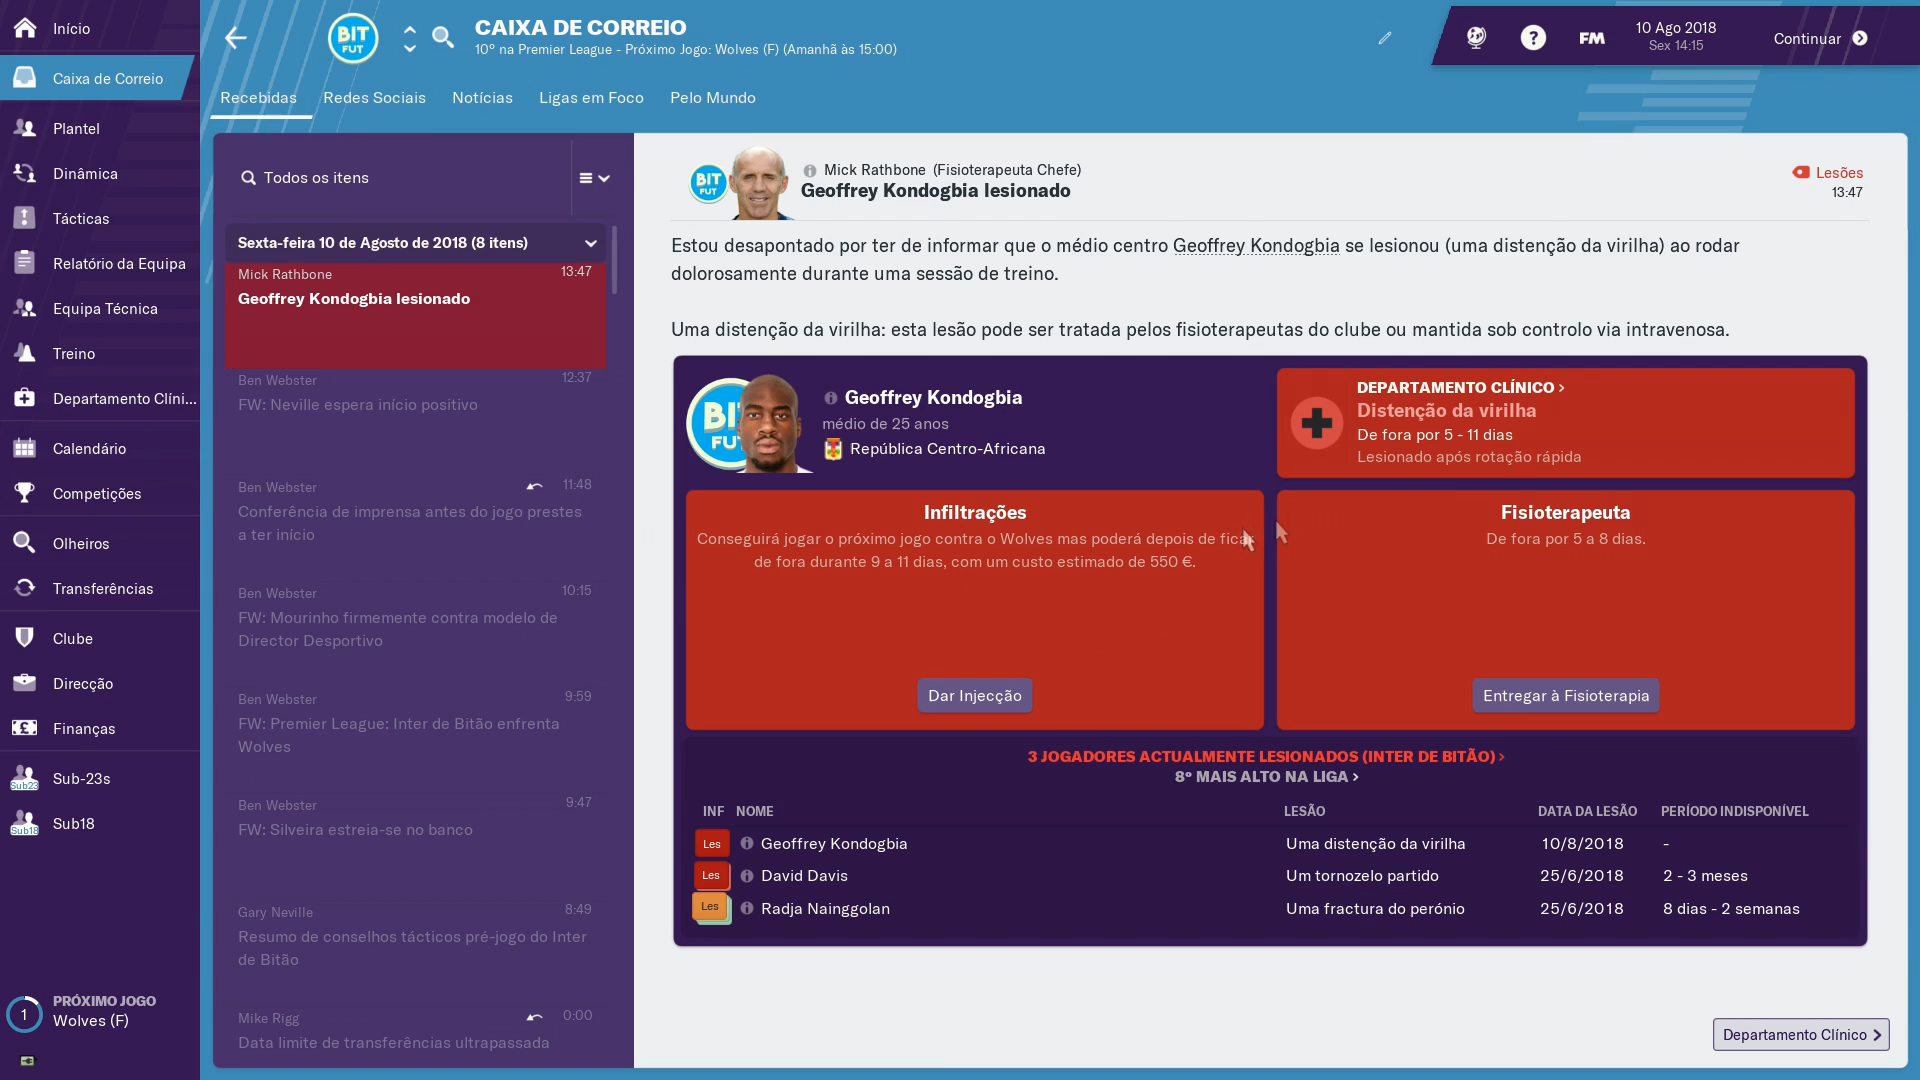 Início
Caixa de Correio
Plantel
Dinâmica
Tácticas
Relatório da Equipa
Equipa Técnica
Treino
Departamento Clíni...
Calendário
Competições
Olheiros
Transferências
Clube
Direcção
Finanças
Sub23
Sub-23s
Sub18
Sub18
1
PRÓXIMO JOGO
Wolves (F)
BIT
FUT
CAIXA DE CORREIO
10º na Premier League - Próximo Jogo: Wolves (F) (Amanhã às 15:00)
?
FM
10 Ago 2018
Sex 14:15
Continuar
Recebidas
Redes Sociais
Notícias
Ligas em Foco
Pelo Mundo
Todos os itens
Sexta-feira 10 de Agosto de 2018 (8 itens)
Mick Rathbone 13:47
Geoffrey Kondogbia lesionado
Ben Webster 12:37
FW: Neville espera início positivo
Ben Webster 11:48
Conferência de imprensa antes do jogo prestes
a ter início
Ben Webster 10:15
FW: Mourinho firmemente contra modelo de
Director Desportivo
Ben Webster 9:59
FW: Premier League: Inter de Bitão enfrenta
Wolves
Ben Webster 9:47
FW: Silveira estreia-se no banco
Gary Neville 8:49
Resumo de conselhos tácticos pré-jogo do Inter
de Bitão
Mike Rigg 0:00
Data limite de transferências ultrapassada
BIT
FUT
Mick Rathbone (Fisioterapeuta Chefe)
Geoffrey Kondogbia lesionado
Lesões
13:47
Estou desapontado por ter de informar que o médio centro Geoffrey Kondogbia se lesionou (uma distenção da virilha) ao rodar
dolorosamente durante uma sessão de treino.
Uma distenção da virilha: esta lesão pode ser tratada pelos fisioterapeutas do clube ou mantida sob controlo via intravenosa.
Geoffrey Kondogbia
médio de 25 anos
República Centro-Africana
DEPARTAMENTO CLÍNICO >
Distenção da virilha
De fora por 5 - 11 dias
Lesionado após rotação rápida
Infiltrações
Conseguirá jogar o próximo jogo contra o Wolves mas poderá depois de ficar
de fora durante 9 a 11 dias, com um custo estimado de 550 €.
Dar Injecção
Fisioterapeuta
De fora por 5 a 8 dias.
Entregar à Fisioterapia
3 JOGADORES ACTUALMENTE LESIONADOS (INTER DE BITÃO) >
8º MAIS ALTO NA LIGA >
INF NOME LESÃO DATA DA LESÃO PERÍODO INDISPONÍVEL
Les Geoffrey Kondogbia Uma distenção da virilha 10/8/2018 -
Les David Davis Um tornozelo partido 25/6/2018 2 - 3 meses
Les Radja Nainggolan Uma fractura do perónio 25/6/2018 8 dias - 2 semanas
Departamento Clínico >